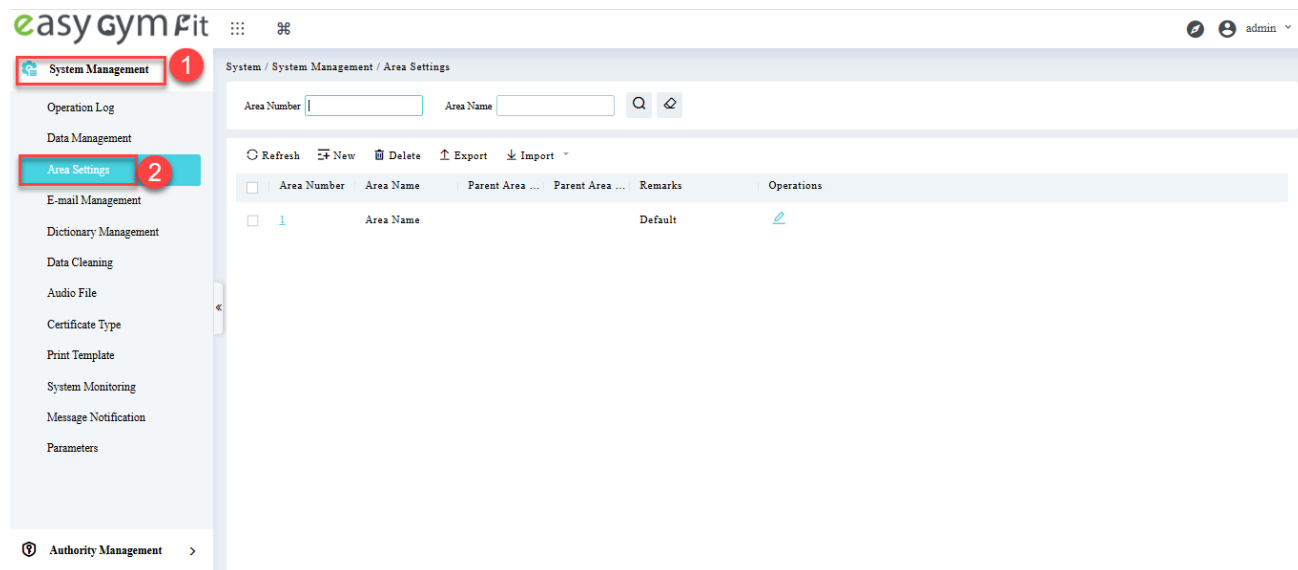 easy Gym Fit
admin
System Management 1
Operation Log
Data Management
Area Settings 2
E-mail Management
Dictionary Management
Data Cleaning
Audio File
Certificate Type
Print Template
System Monitoring
Message Notification
Parameters
Authority Management
System / System Management / Area Settings
Area Number Area Name
Refresh New Delete Export Import
Area Number Area Name Parent Area ... Parent Area ... Remarks Operations
1 Area Name Default